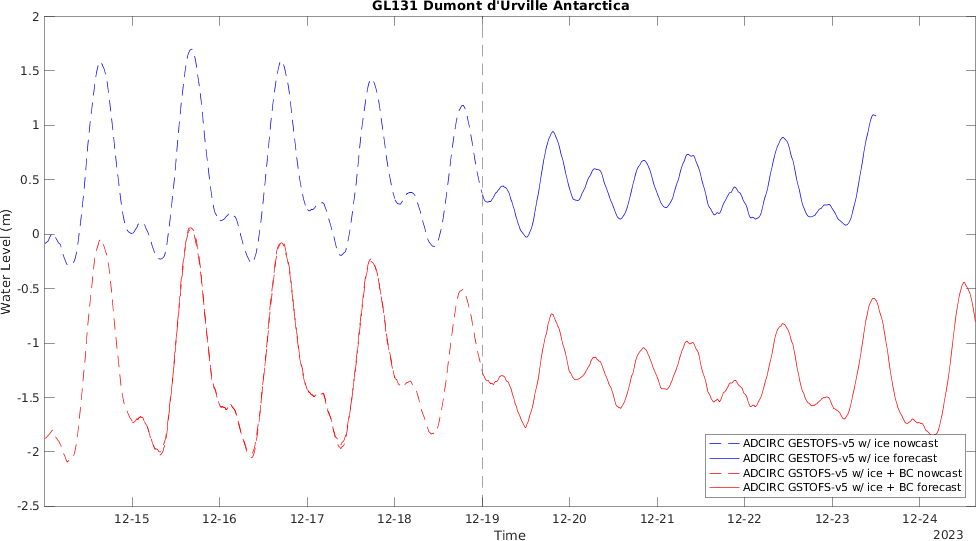 GL131 Dumont d'Urville Antarctica
2
1.5
1
0.5
0
-0.5
-1
-1.5
-2
-2.5
Water Level (m)
ADCIRC GESTOFS-v5 w/ ice nowcast
ADCIRC GESTOFS-v5 w/ ice forecast
ADCIRC GSTOFS-v5 w/ ice + BC nowcast
ADCIRC GSTOFS-v5 w/ ice + BC forecast
12-15 12-16 12-17 12-18 12-19 12-20 12-21 12-22 12-23 12-24
Time
2023